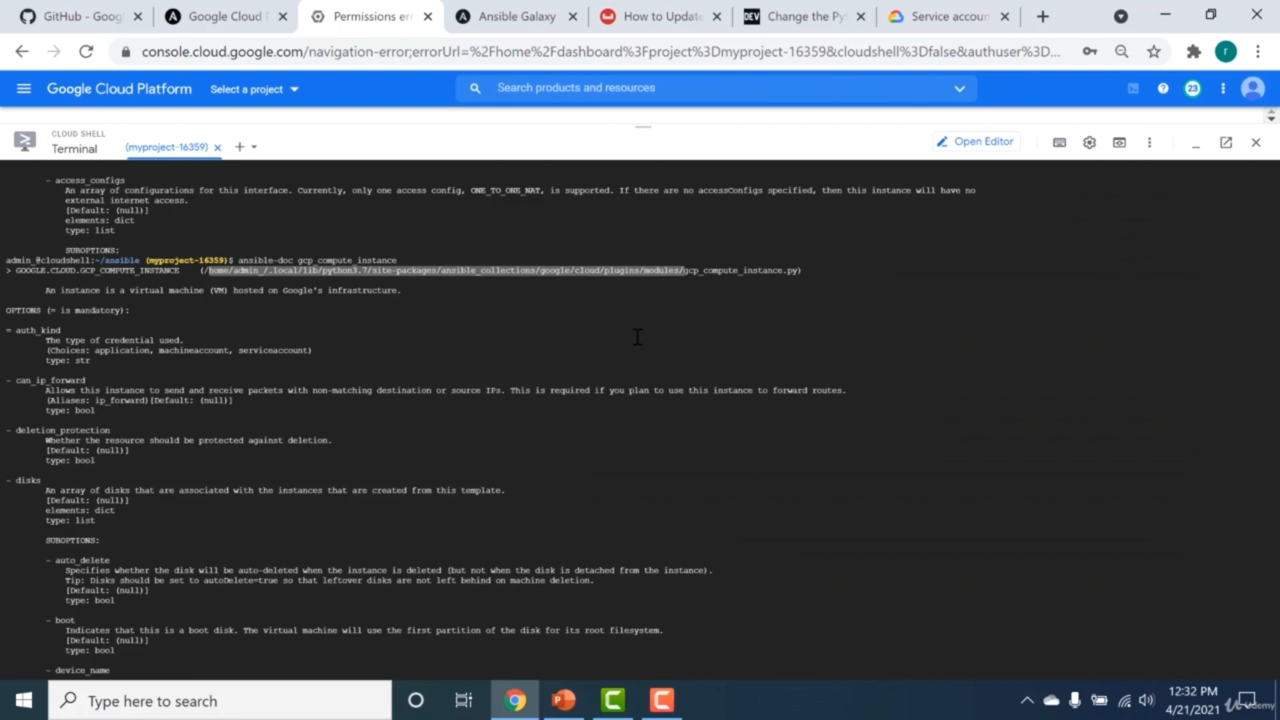 GitHub - Goog
Google Cloud F
Permissions err
Ansible Galaxy
How to Update
DEV
Change the Py
Service accoun
console.cloud.google.com/navigation-error;errorUrl=%2Fhome%2Fdashboard%3Fproject%3Dmyproject-16359&cloudshell%3Dfalse&authuser%3D...
r
Google Cloud Platform
Select a project
Search products and resources
23
CLOUD SHELL
Terminal
(myproject-16359)
Open Editor
- access_configs
An array of configurations for this interface. Currently, only one access config, ONE_TO_ONE_NAT, is supported. If there are no accessConfigs specified, then this instance will have no
external internet access.
[Default: (null)]
elements: dict
type: list
SUBOPTIONS:
admin_@cloudshell:~/ansible (myproject-16359)$ ansible-doc gcp_compute_instance
> GOOGLE.CLOUD.GCP_COMPUTE_INSTANCE (/home/admin_/.local/lib/python3.7/site-packages/ansible_collections/google/cloud/plugins/modules/gcp_compute_instance.py)
An instance is a virtual machine (VM) hosted on Google's infrastructure.
OPTIONS (= is mandatory):
= auth_kind
The type of credential used.
(Choices: application, machineaccount, serviceaccount)
type: str
- can_ip_forward
Allows this instance to send and receive packets with non-matching destination or source IPs. This is required if you plan to use this instance to forward routes.
(Aliases: ip_forward)[Default: (null)]
type: bool
- deletion_protection
Whether the resource should be protected against deletion.
[Default: (null)]
type: bool
- disks
An array of disks that are associated with the instances that are created from this template.
[Default: (null)]
elements: dict
type: list
SUBOPTIONS:
- auto_delete
Specifies whether the disk will be auto-deleted when the instance is deleted (but not when the disk is detached from the instance).
Tip: Disks should be set to autoDelete=true so that leftover disks are not left behind on machine deletion.
[Default: (null)]
type: bool
- boot
Indicates that this is a boot disk. The virtual machine will use the first partition of the disk for its root filesystem.
[Default: (null)]
type: bool
- device_name
Type here to search
12:32 PM
4/21/2021
Udemy